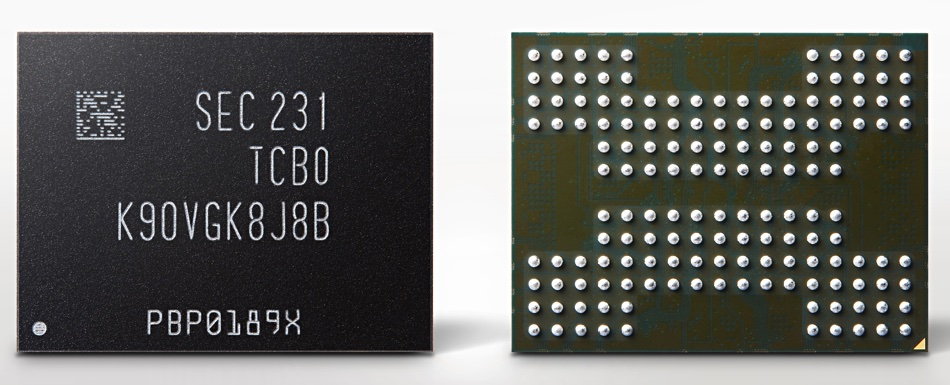 SEC 231
TCB0
K90VGK8J8B
PBP0189X